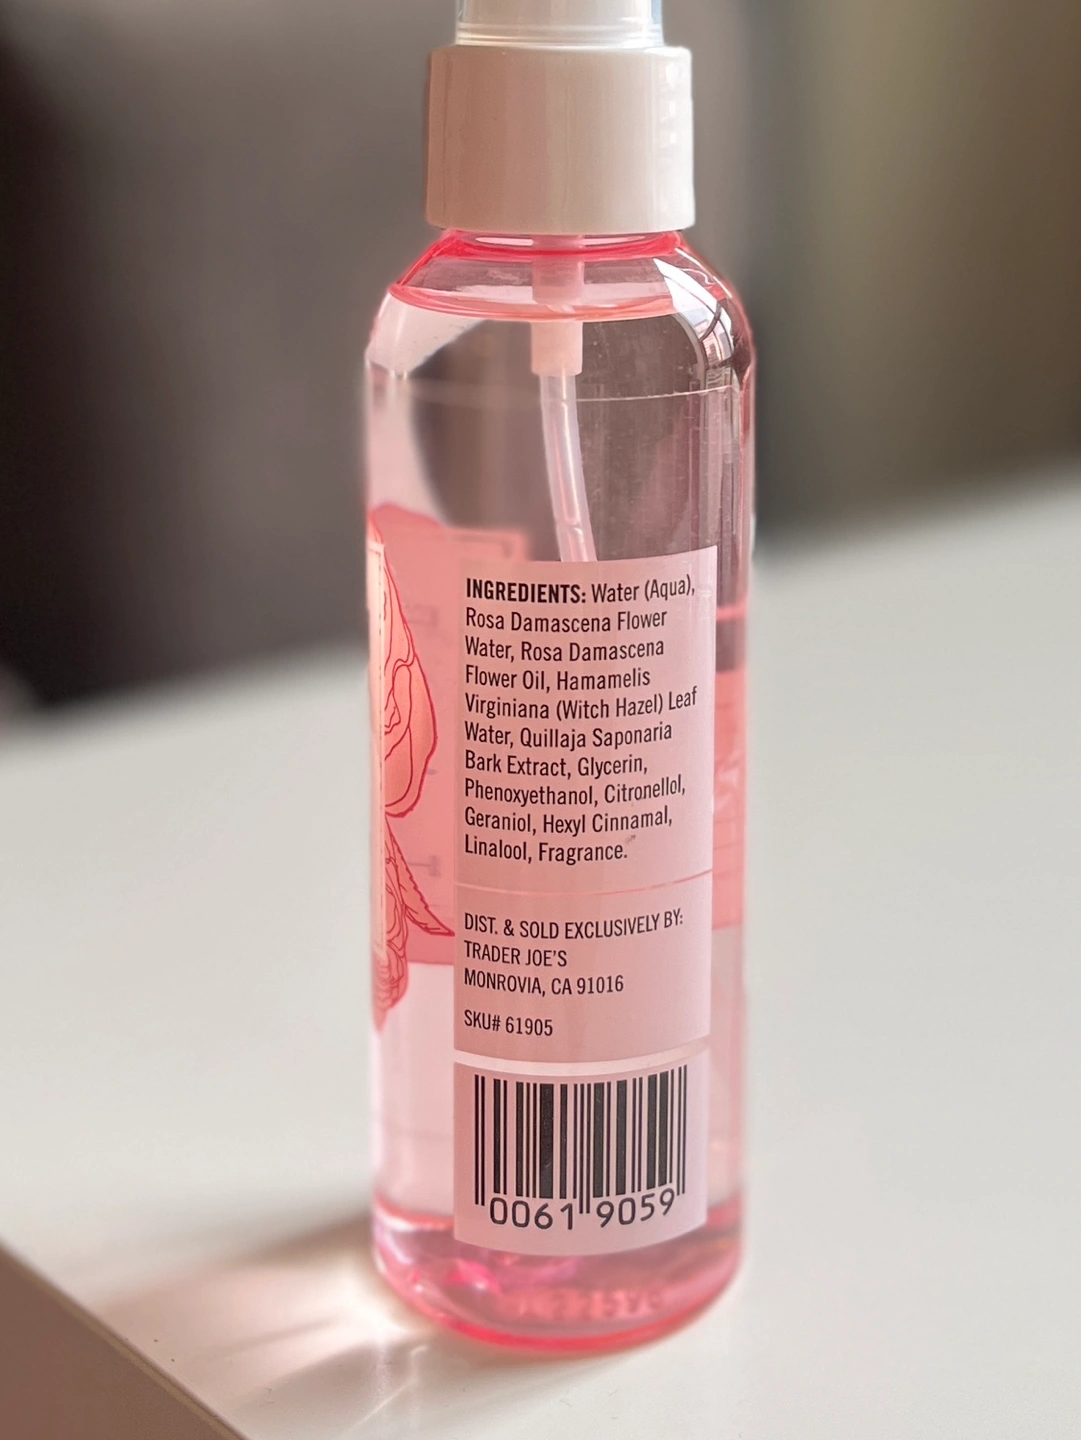 INGREDIENTS: Water (Aqua),
Rosa Damascena Flower
Water, Rosa Damascena
Flower Oil, Hamamelis
Virginiana (Witch Hazel) Leaf
Water, Quillaja Saponaria
Bark Extract, Glycerin,
Phenoxyethanol, Citronellol,
Geraniol, Hexyl Cinnamal,
Linalool, Fragrance.
DIST. & SOLD EXCLUSIVELY BY:
TRADER JOE'S
MONROVIA, CA 91016
SKU# 61905
0061 9059